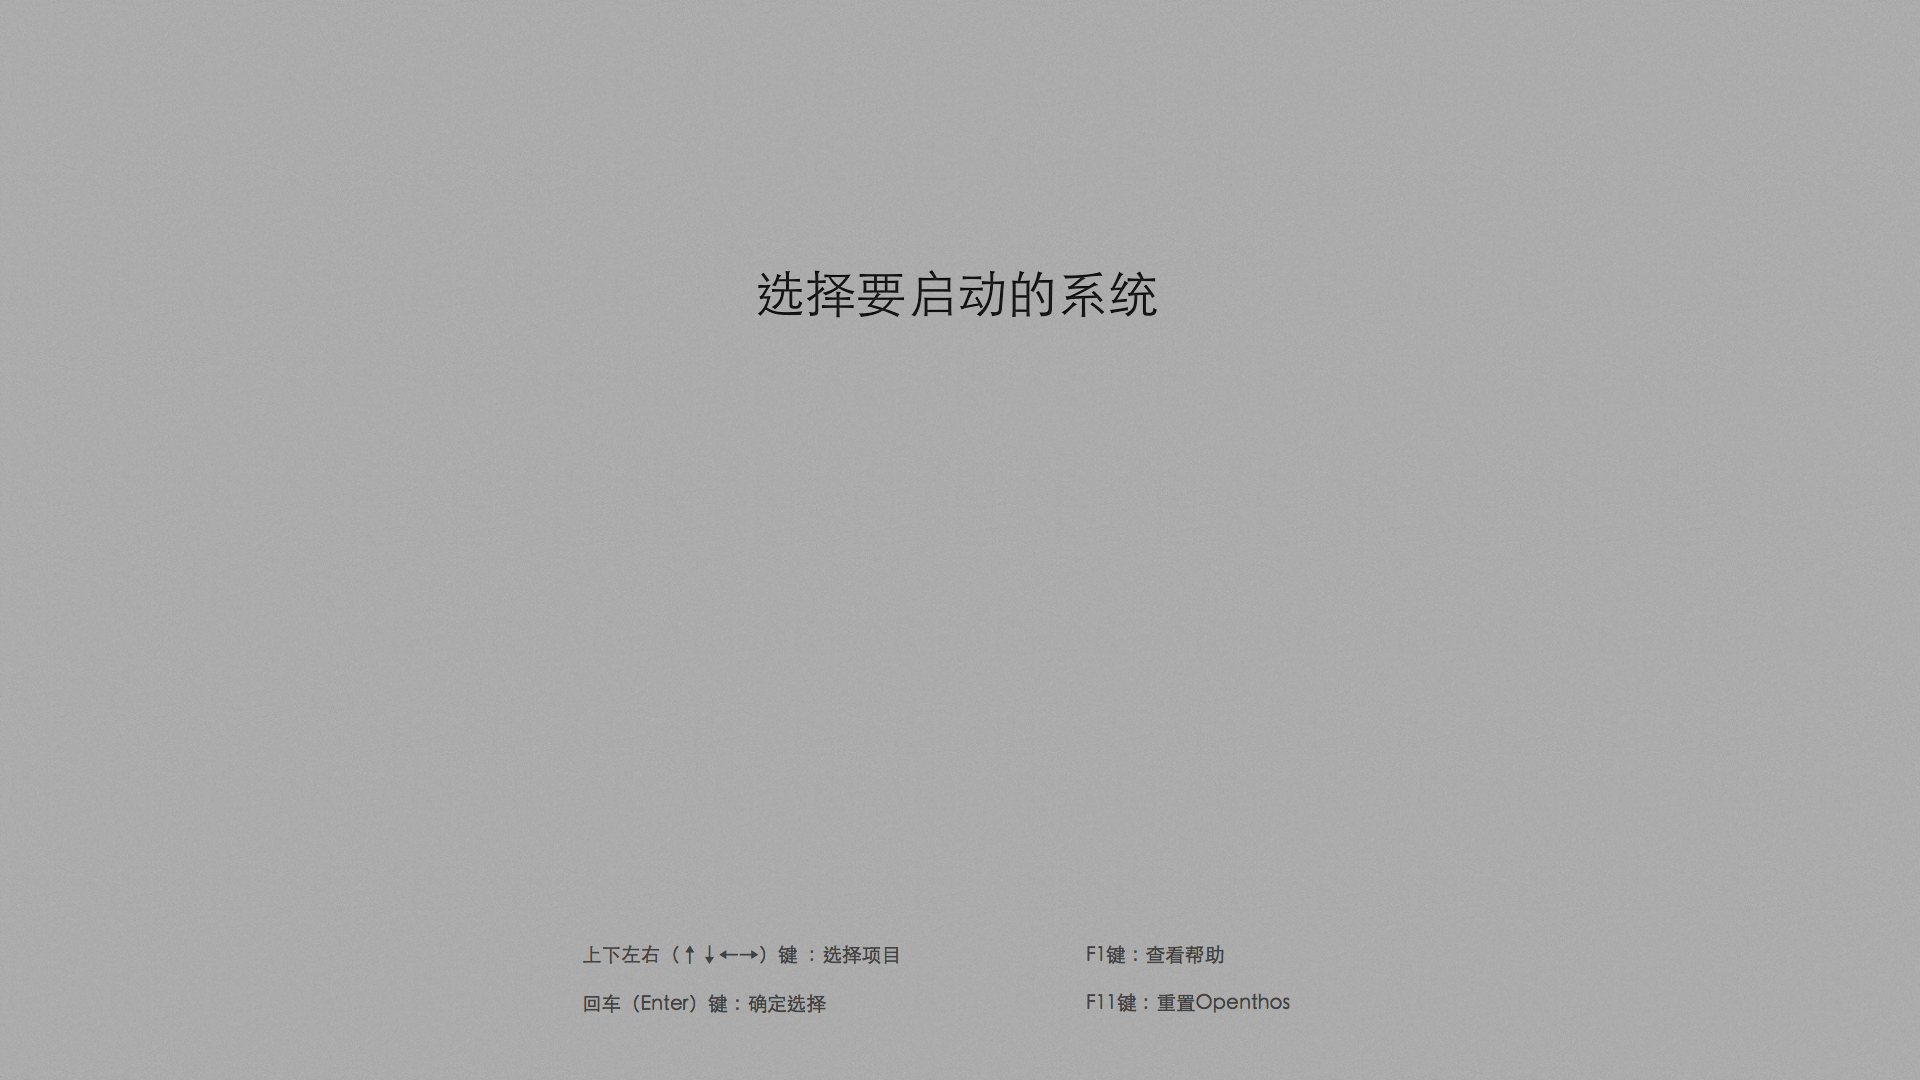 选择要启动的系统
上下左右（↑↓←→）键：选择项目
F1键：查看帮助
回车（Enter）键：确定选择
F11键：重置Openthos